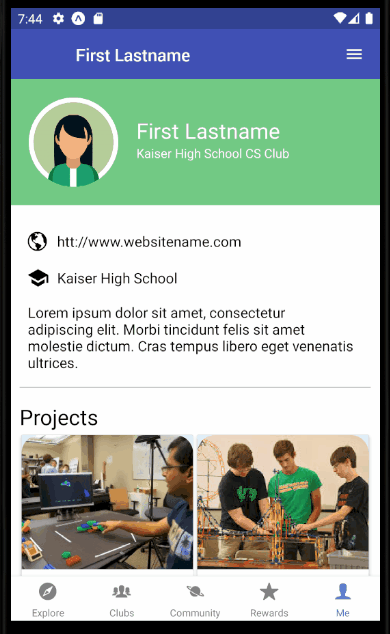 7:44
First Lastname
First Lastname
Kaiser High School CS Club
htt://www.websitename.com
Kaiser High School
Lorem ipsum dolor sit amet, consectetur
adipiscing elit. Morbi tincidunt felis sit amet
molestie dictum. Cras tempus libero eget venenatis
ultrices.
Projects
Explore
Clubs
Community
Rewards
Me